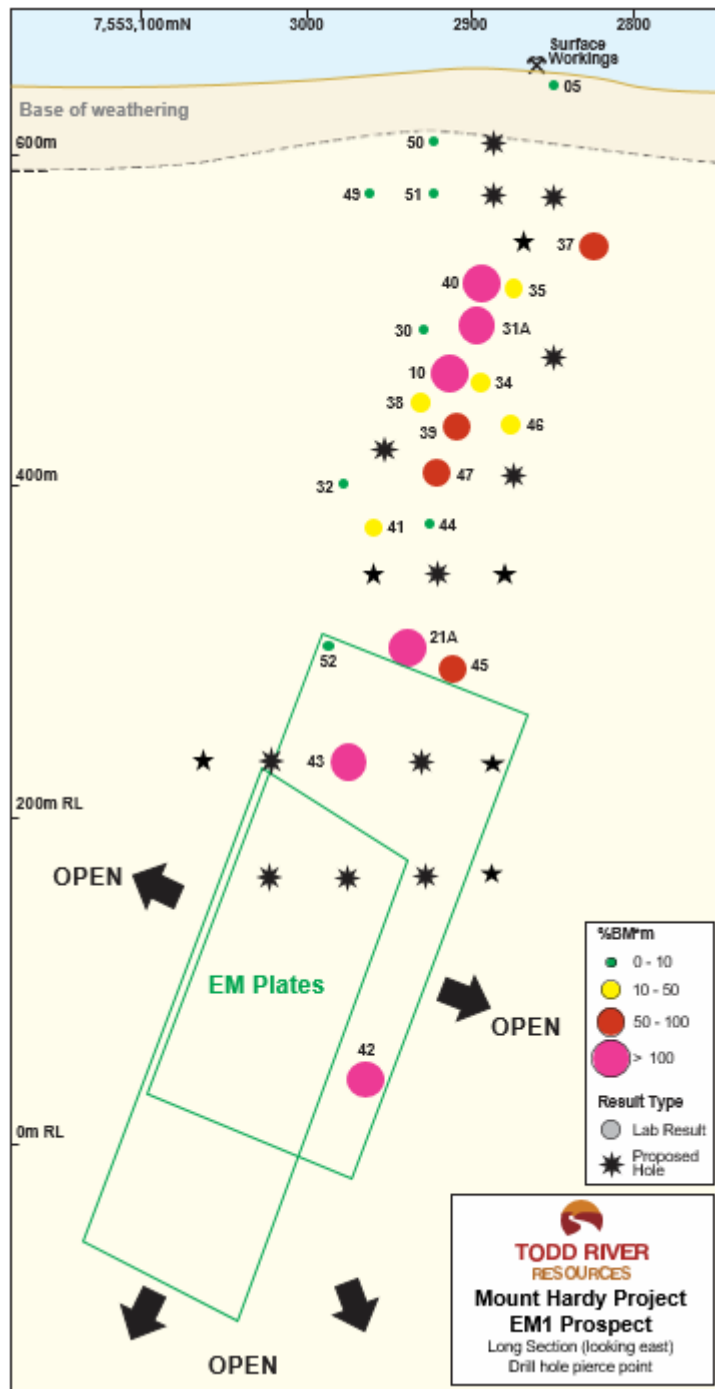 7,553,100mN 3000 2900 2800
Surface
Workings
05
Base of weathering
600m
50
49 51
37
40 35
30 31A
10 34
38
39 46
47
400m
32
41 44
21A
52 45
43
200m RL
OPEN
EM Plates
OPEN
42
0m RL
OPEN
%BM*m
0 - 10
10 - 50
50 - 100
> 100
Result Type
Lab Result
Proposed
Hole
TODD RIVER
RESOURCES
Mount Hardy Project
EM1 Prospect
Long Section (looking east)
Drill hole pierce point